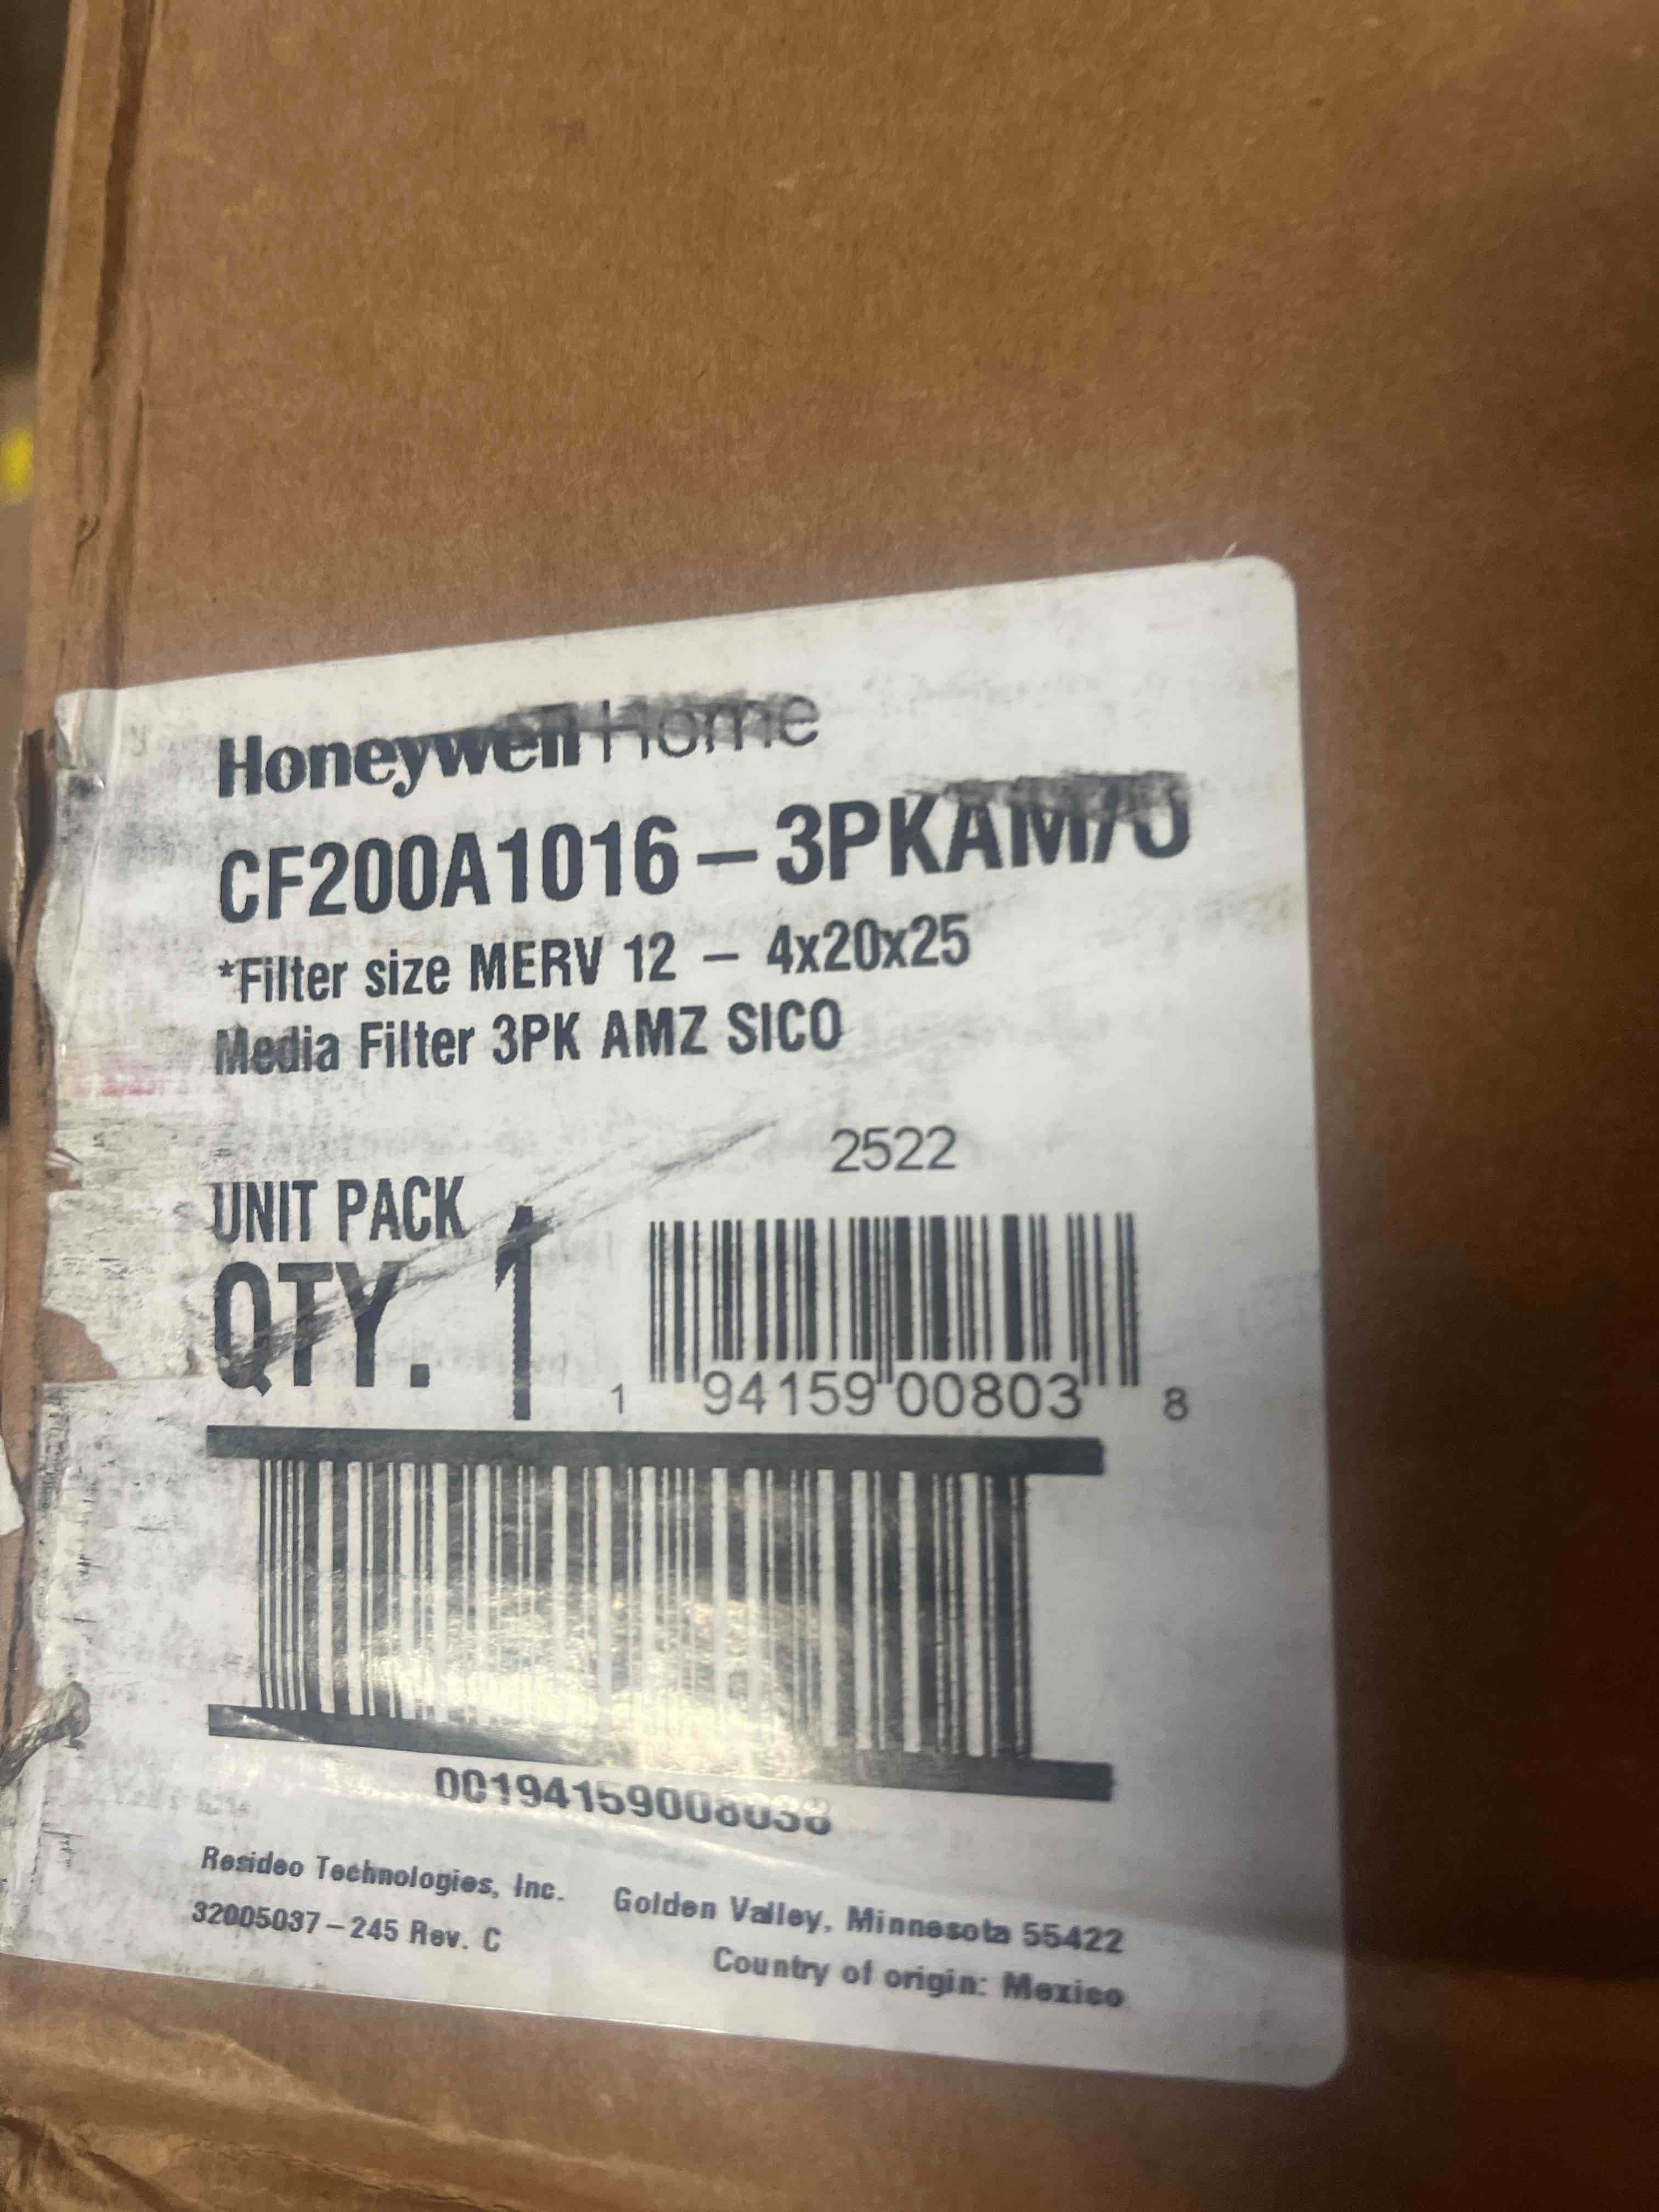 Honeywell Home
CF200A1016-3PKAM/U
*Filter size MERV 12 - 4x20x25
Media Filter 3PK AMZ SICO
2522
UNIT PACK
QTY. 1
1 94159 00803 8
00194159008038
Resideo Technologies, Inc. Golden Valley, Minnesota 55422
32005037-245 Rev. C
Country of origin: Mexico